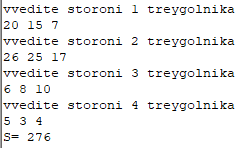 vvedite storoni 1 treygolnika
20 15 7
vvedite storoni 2 treygolnika
26 25 17
vvedite storoni 3 treygolnika
6 8 10
vvedite storoni 4 treygolnika
5 3 4
S= 276